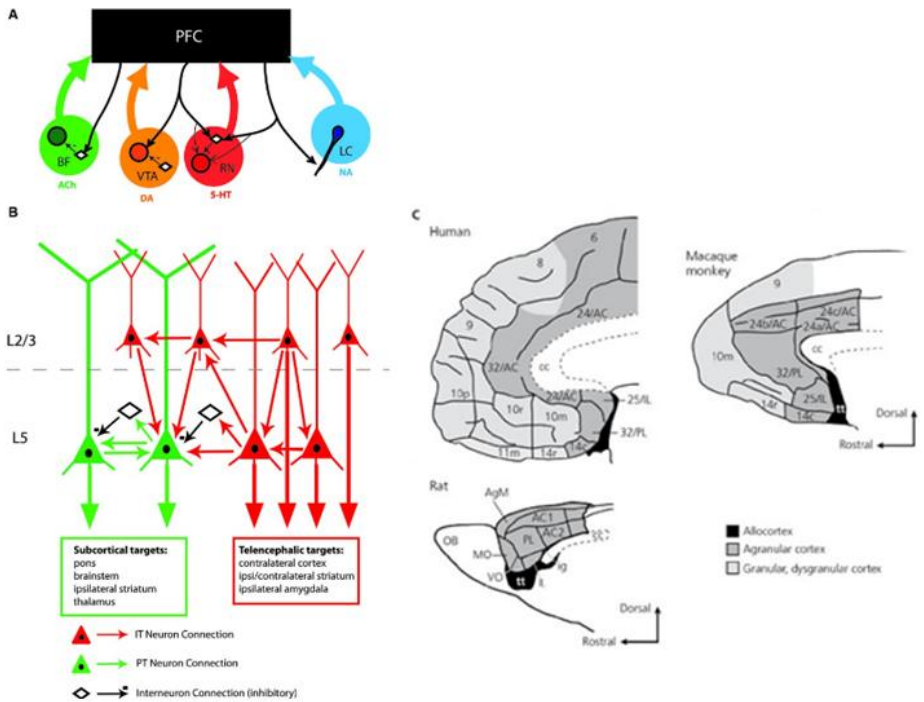 A
PFC
BF
VTA
RN
LC
ACh
DA
5-HT
NA
B
L2/3
L5
Subcortical targets:
pons
brainstem
ipsilateral striatum
thalamus
Telencephalic targets:
contralateral cortex
ipsi/contralateral striatum
ipsilateral amygdala
IT Neuron Connection
PT Neuron Connection
Interneuron Connection (inhibitory)
C
Human
6
8
9
24/AC
32/AC
cc
24/AC
25/IL
10p
10r
10m
32/PL
14c
11m
14r
Macaque
monkey
9
24c/AC
24b/AC
24a/AC
cc
10m
32/PL
25/IL
tt
14r
14c
Dorsal
Rostral
Rat
AgM
AC1
AC2
OB
PL
cc
MO
ig
VO
tt
Dorsal
Rostral
Allocortex
Agranular cortex
Granular, dysgranular cortex